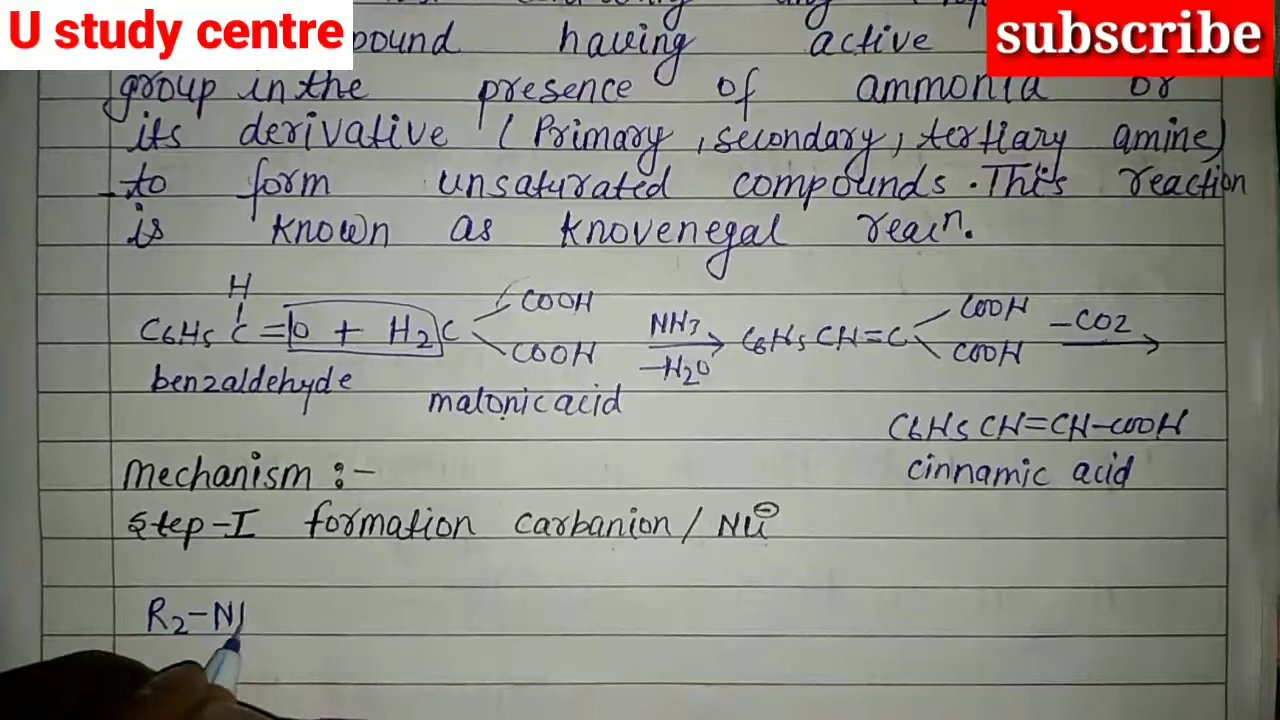 U study centre
subscribe
pound having active
group in the presence of ammonia or
its derivative (Primary, secondary, tertiary amine)
to form unsaturated compounds. This reaction
is known as knovenegal reacn.
H
C6H5 C=O + H2C COOH COOH NH3 -H2O C6H5 CH=C COOH COOH -CO2
benzaldehyde
malonic acid
C6H5 CH=CH-COOH
cinnamic acid
Mechanism :-
Step-I formation carbanion / Nu⊖
R2-N